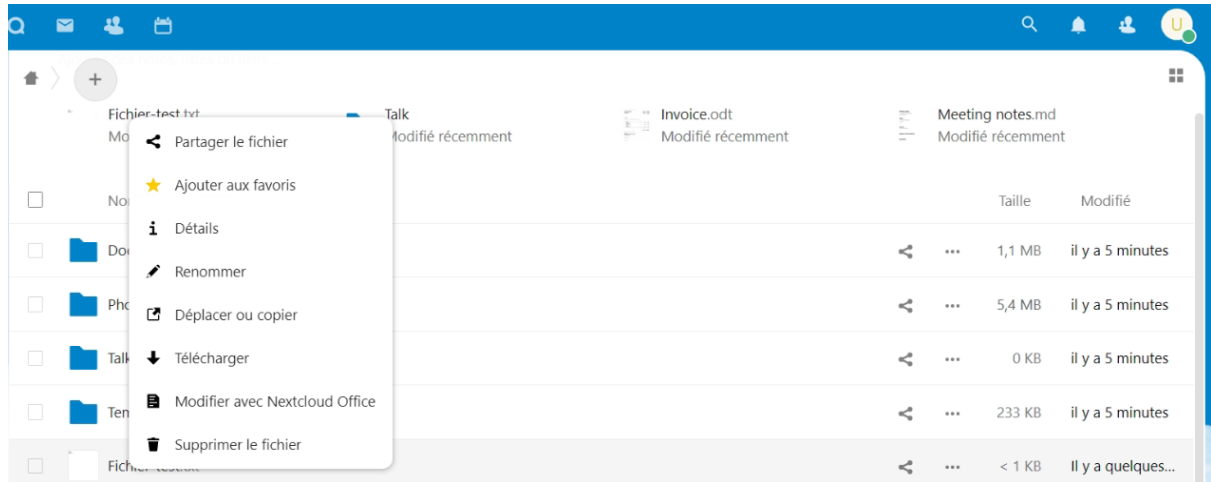 U
Fichier-test.txt
Talk
Modifié récemment
Invoice.odt
Modifié récemment
Meeting notes.md
Modifié récemment
Partager le fichier
Ajouter aux favoris
Détails
Renommer
Déplacer ou copier
Télécharger
Modifier avec Nextcloud Office
Supprimer le fichier
Taille
Modifié
1,1 MB
il y a 5 minutes
5,4 MB
il y a 5 minutes
0 KB
il y a 5 minutes
233 KB
il y a 5 minutes
Fichier-test.txt
< 1 KB
Il y a quelques...